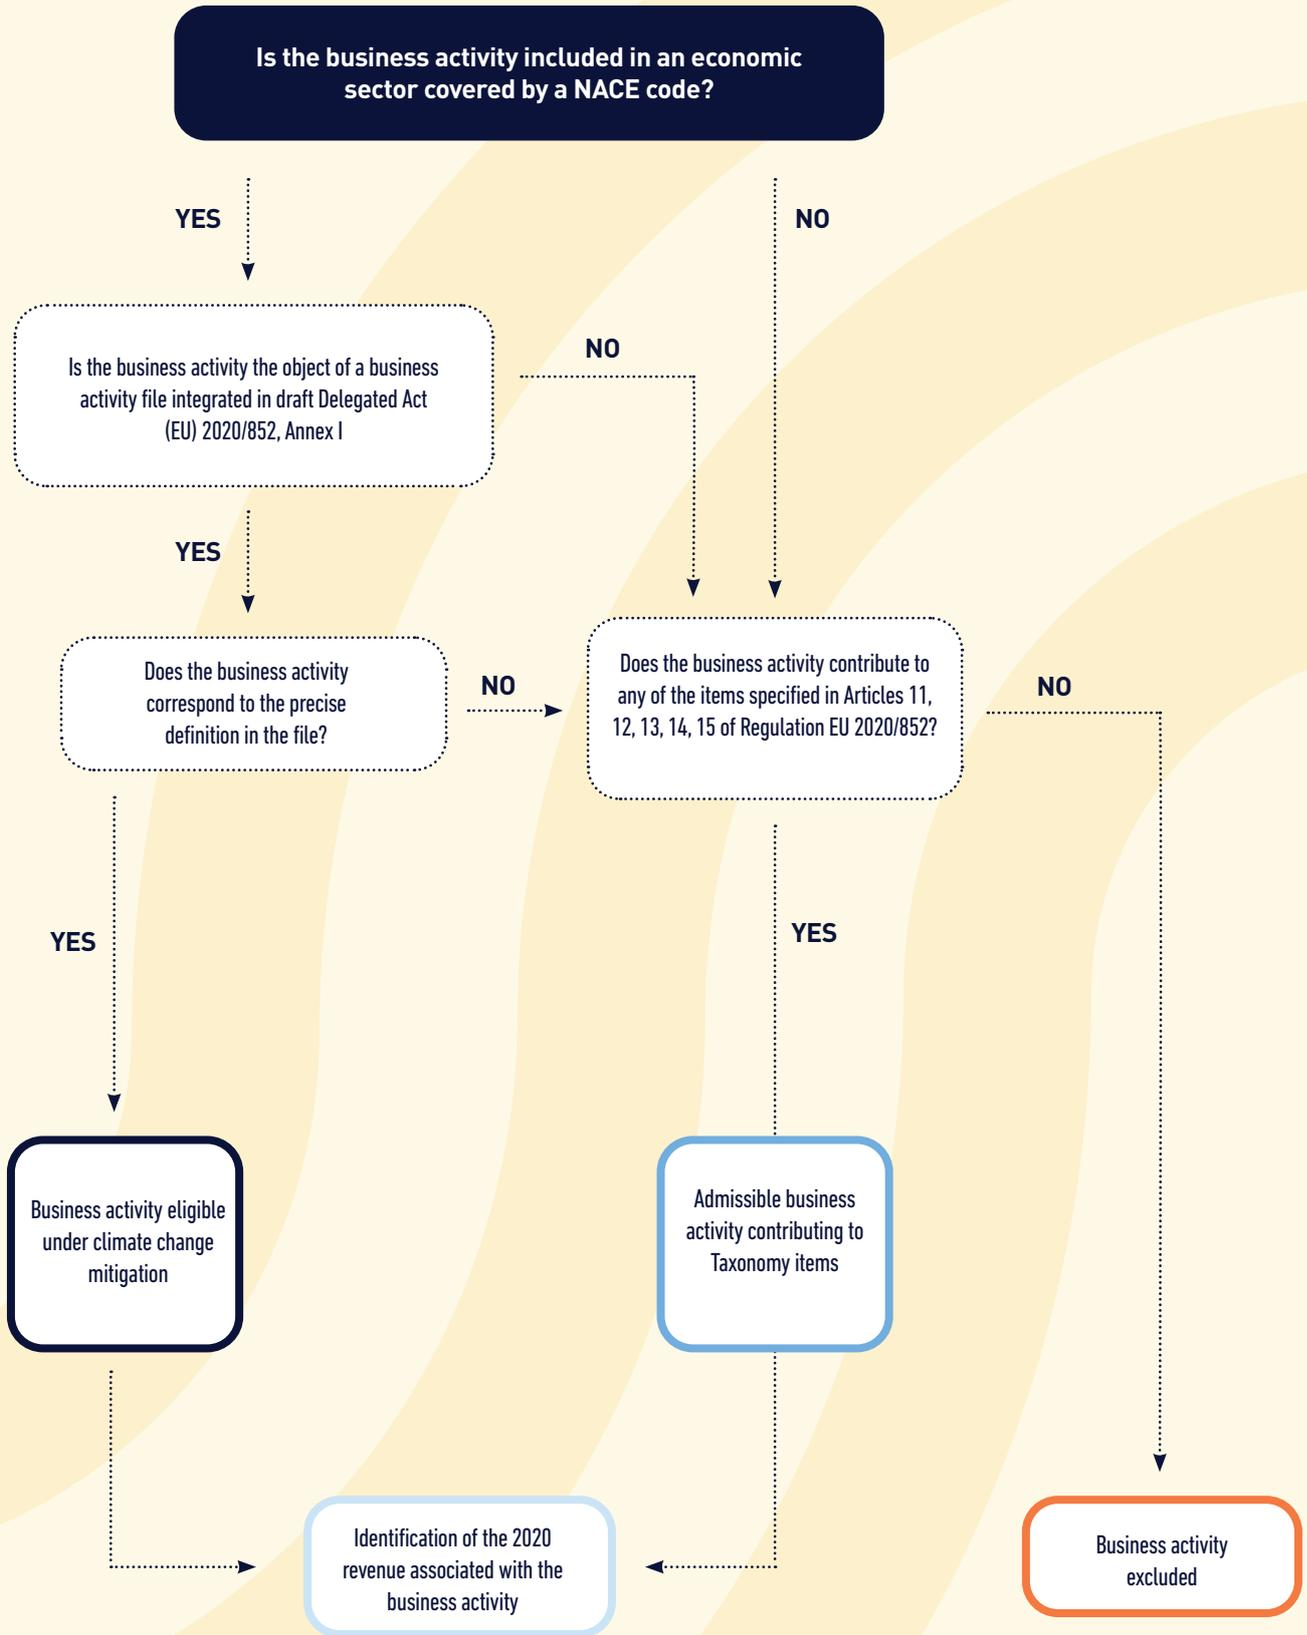 Is the business activity included in an economic
sector covered by a NACE code?
YES
NO
Is the business activity the object of a business
activity file integrated in draft Delegated Act
(EU) 2020/852, Annex I
NO
YES
Does the business activity
correspond to the precise
definition in the file?
NO
Does the business activity contribute to
any of the items specified in Articles 11,
12, 13, 14, 15 of Regulation EU 2020/852?
NO
YES
YES
Business activity eligible
under climate change
mitigation
Admissible business
activity contributing to
Taxonomy items
Identification of the 2020
revenue associated with the
business activity
Business activity
excluded